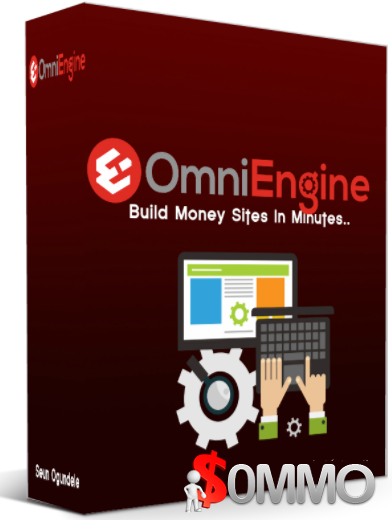 OmniEngine
OmniEngine
Build Money Sites In Minutes..
Seun Ogundele
$0MMO